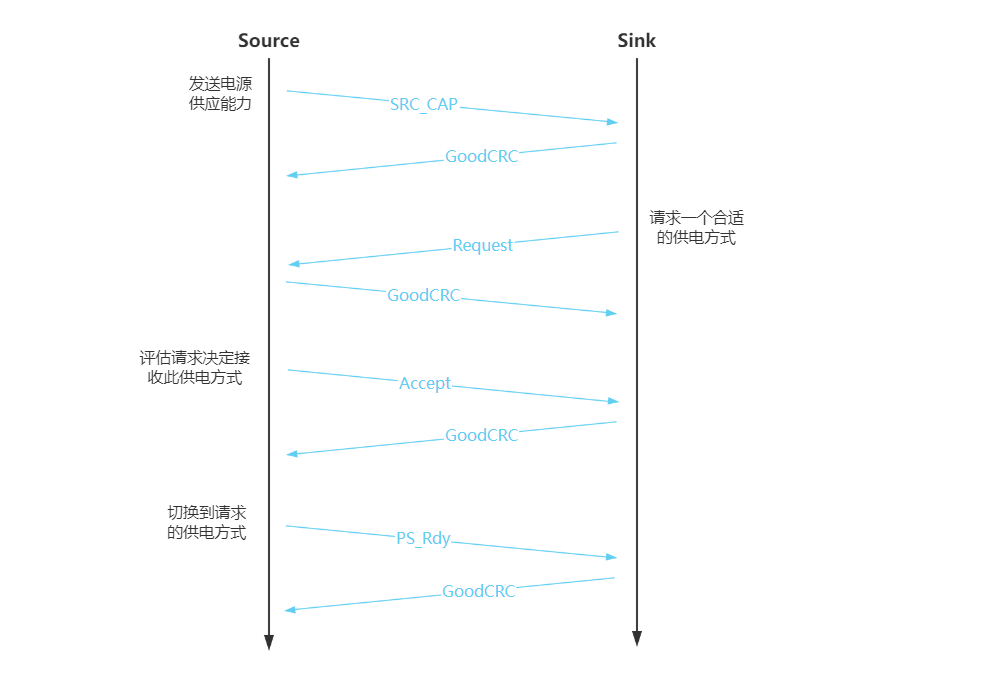 Source
Sink
发送电源
供应能力
SRC_CAP
GoodCRC
请求一个合适
的供电方式
Request
GoodCRC
评估请求决定接
收此供电方式
Accept
GoodCRC
切换到请求
的供电方式
PS_Rdy
GoodCRC